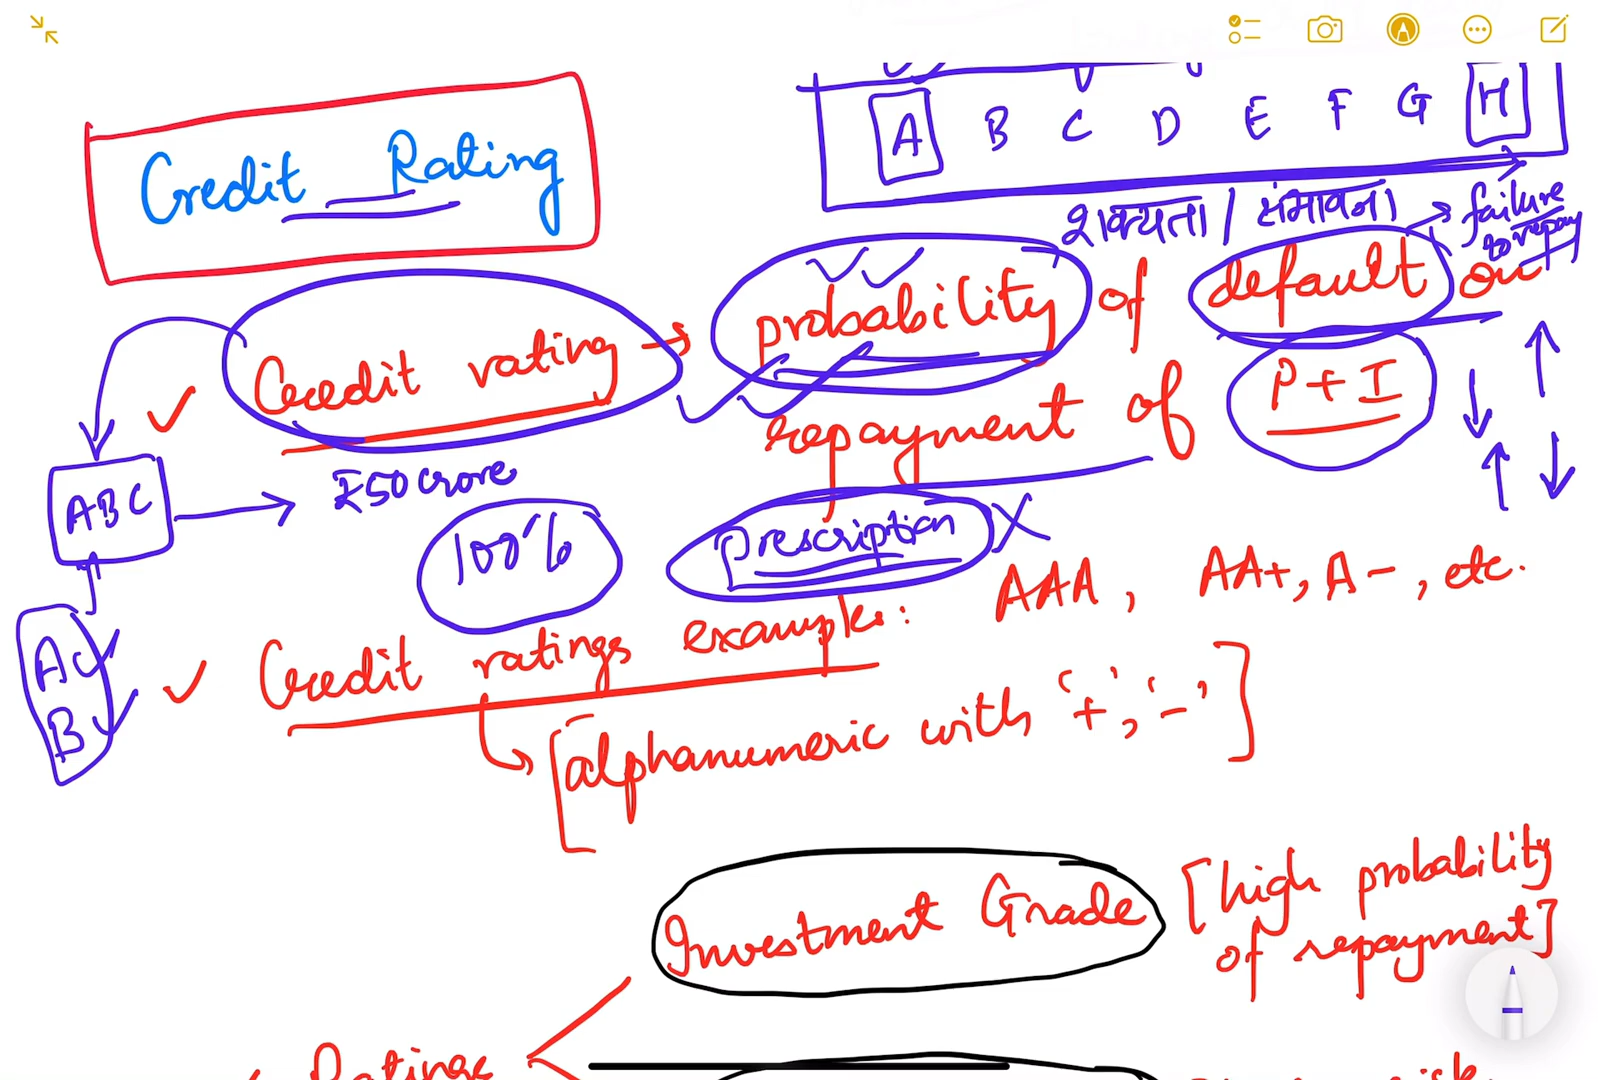 A B C D E F G H
Credit Rating
शक्यता / संभावना → failure to repay
Credit rating → probability of default on
repayment of P + I
ABC → ₹50 crore
100% Prescription X
A
B
Credit ratings example: AAA, AA+, A-, etc.
[alphanumeric with '+', '-']
Investment Grade [high probability
of repayment]
Ratings
risk